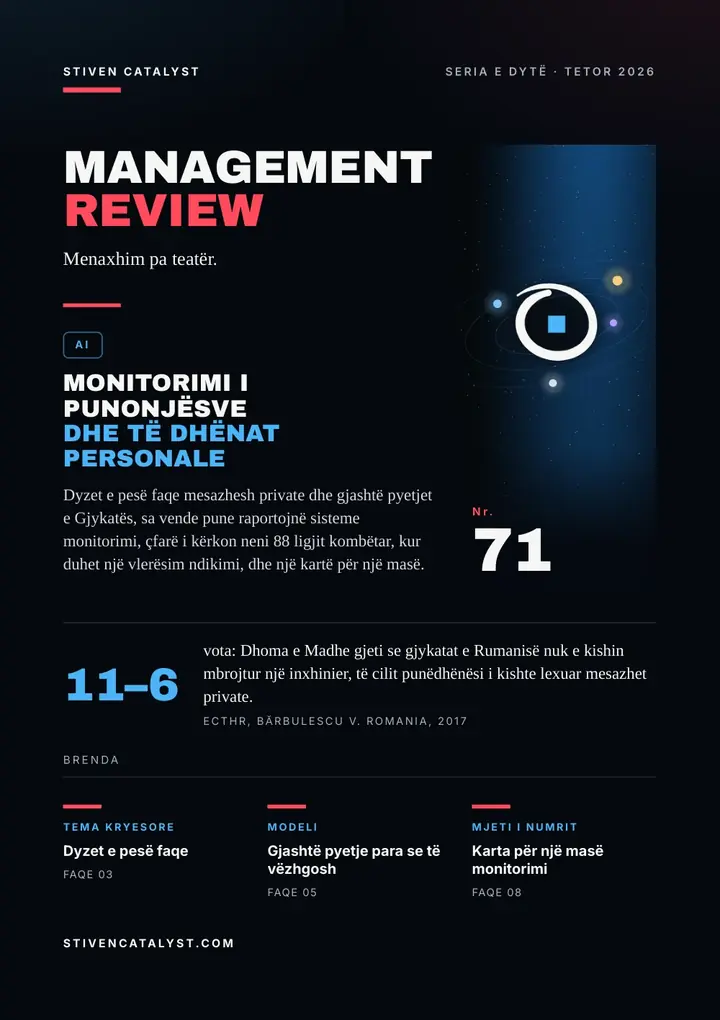 STIVEN CATALYST
SERIA E DYTË · TETOR 2026
MANAGEMENT
REVIEW
Menaxhim pa teatër.
AI
MONITORIMI I
PUNONJËSVE
DHE TË DHËNAT
PERSONALE
Dyzet e pesë faqe mesazhesh private dhe gjashtë pyetjet
e Gjykatës, sa vende pune raportojnë sisteme
monitorimi, çfarë i kërkon neni 88 ligjit kombëtar, kur
duhet një vlerësim ndikimi, dhe një kartë për një masë.
Nr.
71
11–6
vota: Dhoma e Madhe gjeti se gjykatat e Rumanisë nuk e kishin
mbrojtur një inxhinier, të cilit punëdhënësi i kishte lexuar mesazhet
private.
ECTHR, BĂRBULESCU V. ROMANIA, 2017
BRENDA
TEMA KRYESORE
Dyzet e pesë faqe
FAQE 03
MODELI
Gjashtë pyetje para se të
vëzhgosh
FAQE 05
MJETI I NUMRIT
Karta për një masë
monitorimi
FAQE 08
STIVENCATALYST.COM